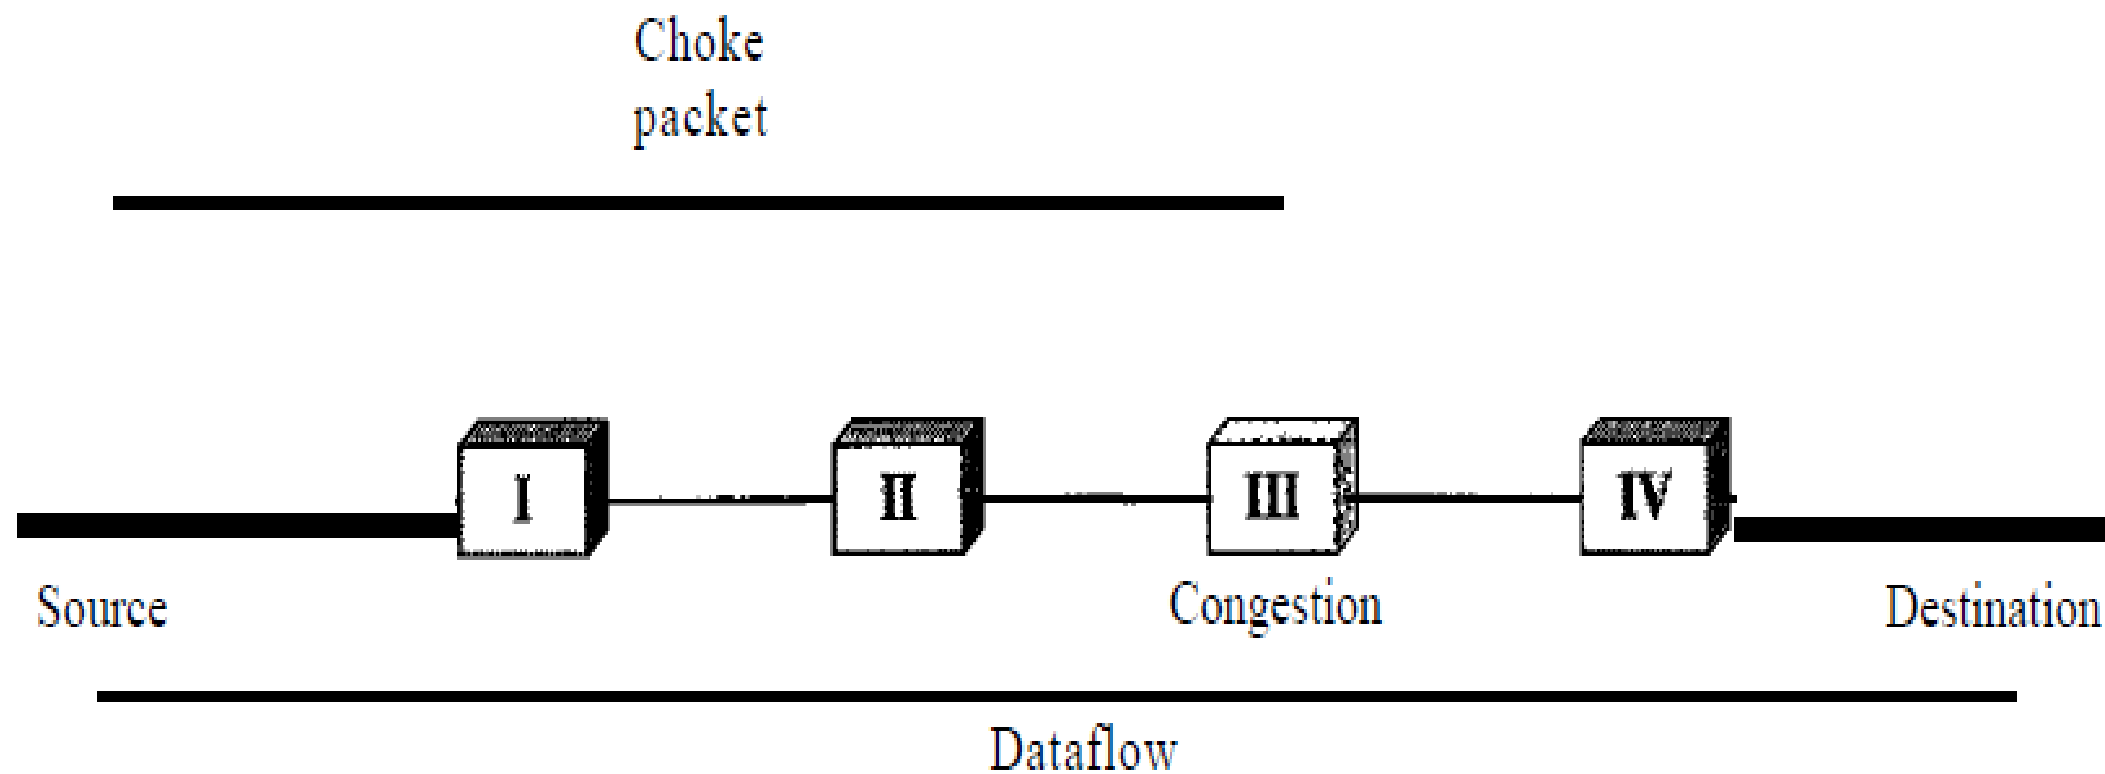 Choke
packet
I
II
III
IV
Source
Congestion
Destination
Dataflow